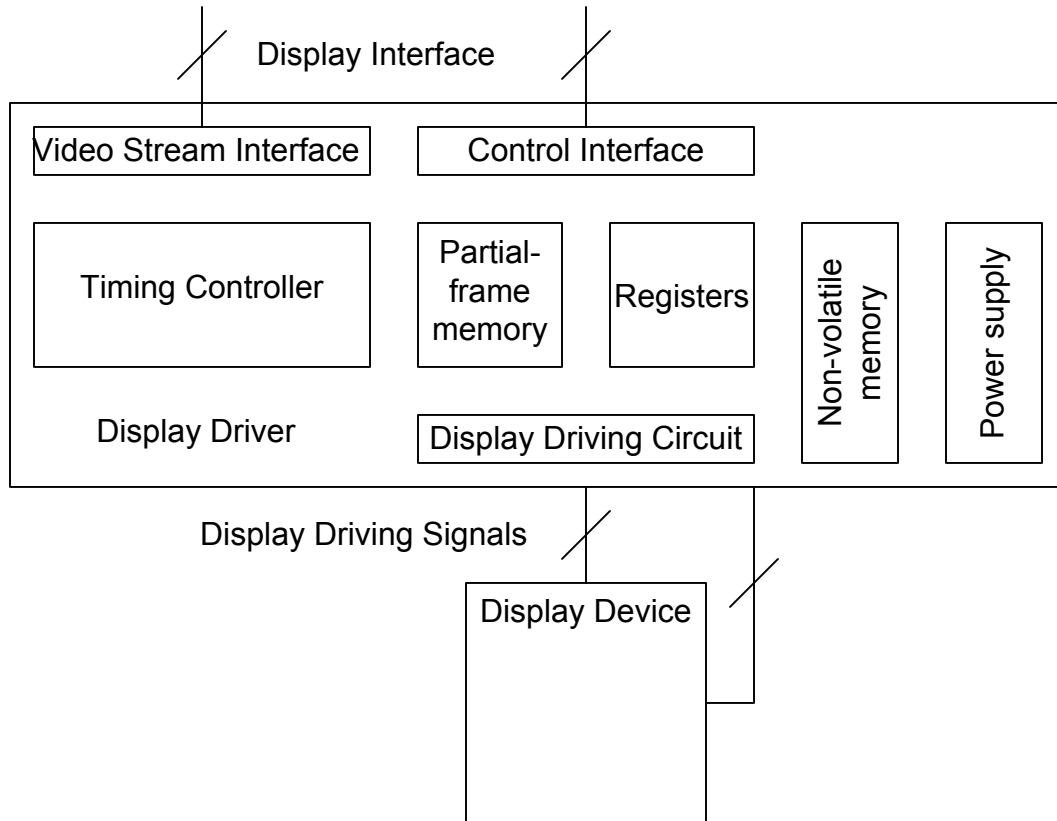 Display Interface
Video Stream Interface
Control Interface
Timing Controller
Partial-
frame
memory
Registers
Non-volatile
memory
Power supply
Display Driver
Display Driving Circuit
Display Driving Signals
Display Device